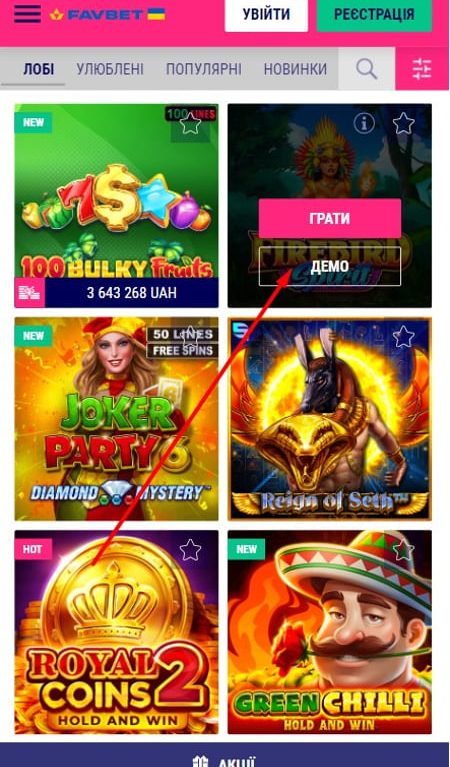 FAVBET
УВІЙТИ
РЕЄСТРАЦІЯ
ЛОБІ
УЛЮБЛЕНІ
ПОПУЛЯРНІ
НОВИНКИ
NEW
100 LINES
100 BULKY Fruits
3 643 268 UAH
ГРАТИ
FIREBIRD
Spirit
ДЕМО
NEW
50 LINES
FREE SPINS
JOKER
PARTY 6
DIAMOND MYSTERY™
Reign of Seth™
HOT
ROYAL
COINS 2
HOLD AND WIN
NEW
GREEN CHILLI
HOLD AND WIN
АКЦІЇ